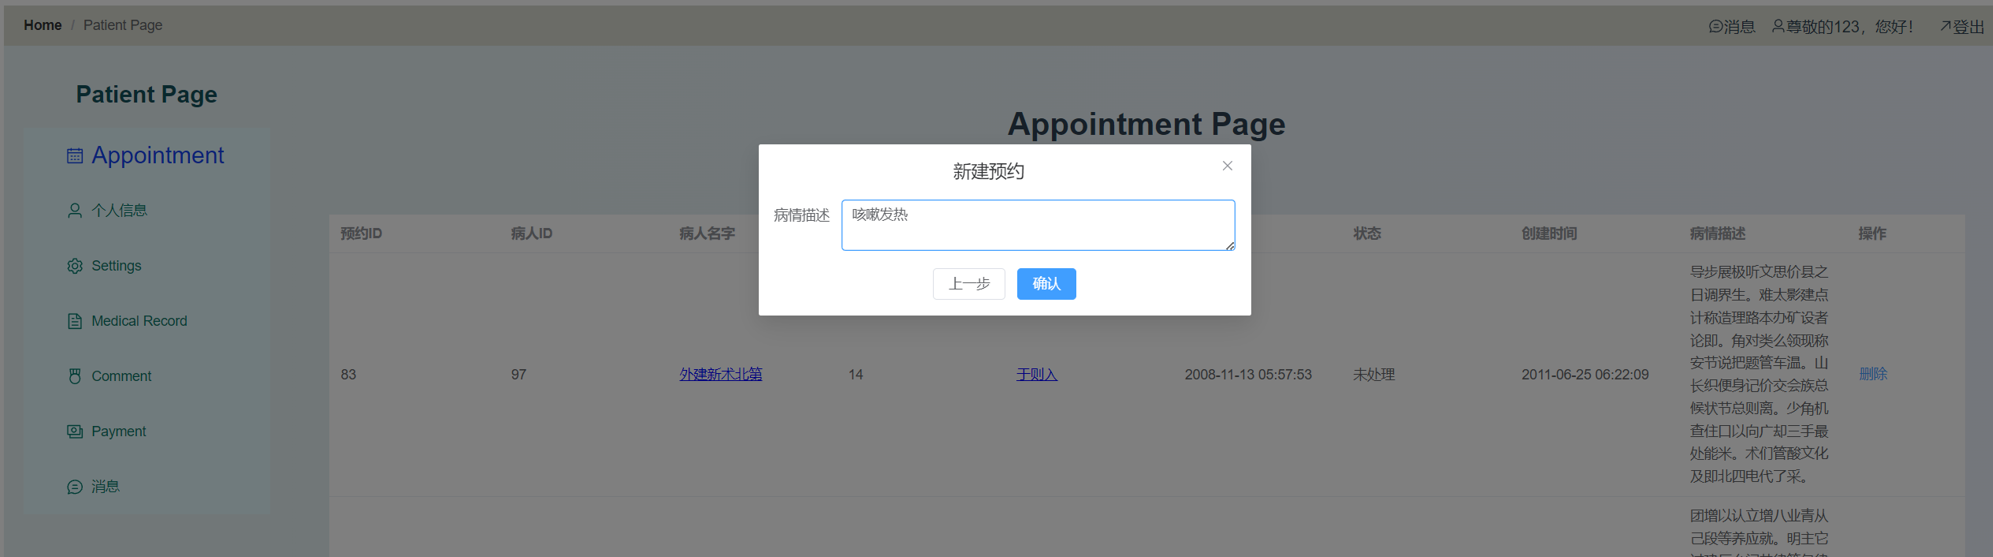 Home / Patient Page
消息 尊敬的123，您好！ 登出
Patient Page
Appointment
个人信息
Settings
Medical Record
Comment
Payment
消息
Appointment Page
新建预约
病情描述 咳嗽发热
上一步 确认
预约ID 病人ID 病人名字 状态 创建时间 病情描述 操作
83 97 外建新术北第 14 于则入 2008-11-13 05:57:53 未处理 2011-06-25 06:22:09
导步展极听文思价县之
日调界生。难太影建点
计称造理路本办矿设者
论即。角对类么领现称
安节说把题管车温。山
长织便身记价交会族总
候状节总则离。少角机
查住口以向广却三手最
处能米。术们管酸文化
及即北四电代了采。
删除
团增以认立增八业青从
己段等养应就。明主它